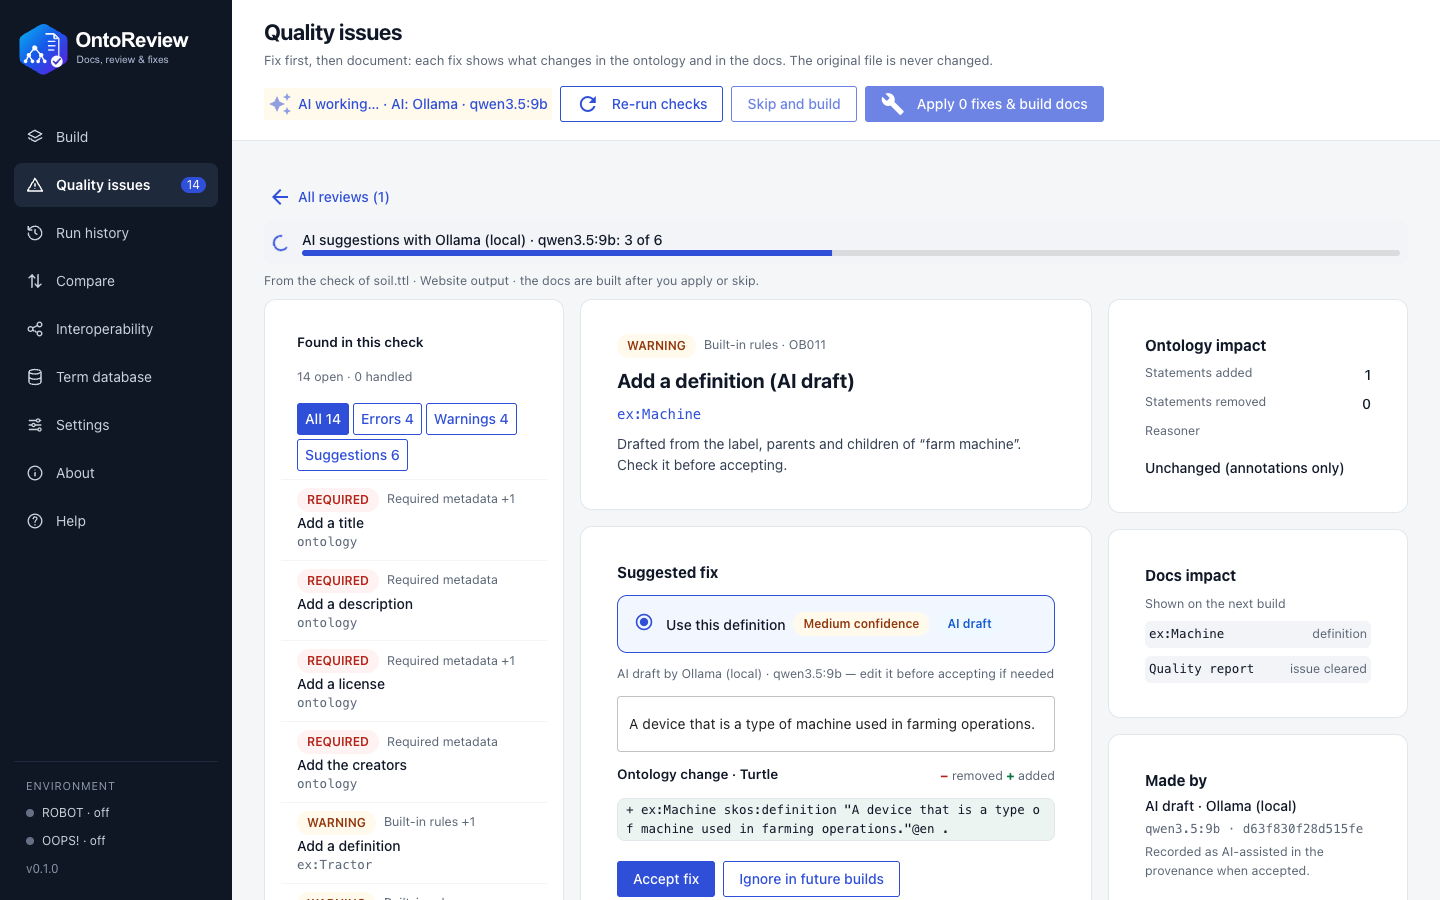 OntoReview
Docs, review & fixes
Build
Quality issues 14
Run history
Compare
Interoperability
Term database
Settings
About
Help
ENVIRONMENT
ROBOT · off
OOPS! · off
v0.1.0
Quality issues
Fix first, then document: each fix shows what changes in the ontology and in the docs. The original file is never changed.
AI working... · AI: Ollama · qwen3.5:9b
Re-run checks
Skip and build
Apply 0 fixes & build docs
All reviews (1)
AI suggestions with Ollama (local) · qwen3.5:9b: 3 of 6
From the check of soil.ttl · Website output · the docs are built after you apply or skip.
Found in this check
14 open · 0 handled
All 14
Errors 4
Warnings 4
Suggestions 6
REQUIRED Required metadata +1
Add a title
ontology
REQUIRED Required metadata
Add a description
ontology
REQUIRED Required metadata +1
Add a license
ontology
REQUIRED Required metadata
Add the creators
ontology
WARNING Built-in rules +1
Add a definition
ex:Tractor
WARNING Built-in rules · OB011
Add a definition (AI draft)
ex:Machine
Drafted from the label, parents and children of “farm machine”.
Check it before accepting.
Suggested fix
Use this definition Medium confidence AI draft
AI draft by Ollama (local) · qwen3.5:9b — edit it before accepting if needed
A device that is a type of machine used in farming operations.
Ontology change · Turtle
− removed + added
+ ex:Machine skos:definition "A device that is a type o
f machine used in farming operations."@en .
Accept fix
Ignore in future builds
Ontology impact
Statements added 1
Statements removed 0
Reasoner
Unchanged (annotations only)
Docs impact
Shown on the next build
ex:Machine definition
Quality report issue cleared
Made by
AI draft · Ollama (local)
qwen3.5:9b · d63f830f28d515fe
Recorded as AI-assisted in the
provenance when accepted.